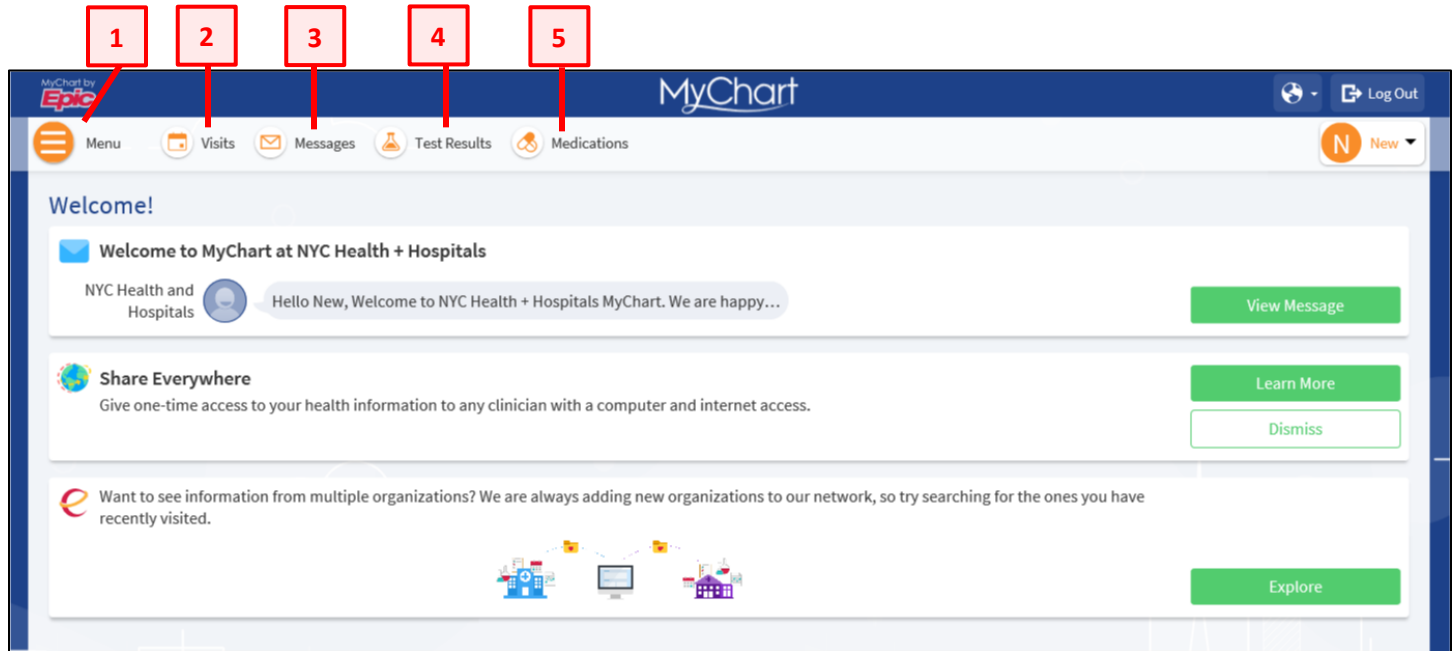 1 2 3 4 5
MyChart by
Epic
MyChart
Log Out
Menu Visits Messages Test Results Medications
N New
Welcome!
Welcome to MyChart at NYC Health + Hospitals
NYC Health and
Hospitals
Hello New, Welcome to NYC Health + Hospitals MyChart. We are happy…
View Message
Share Everywhere
Give one-time access to your health information to any clinician with a computer and internet access.
Learn More
Dismiss
Want to see information from multiple organizations? We are always adding new organizations to our network, so try searching for the ones you have
recently visited.
Explore